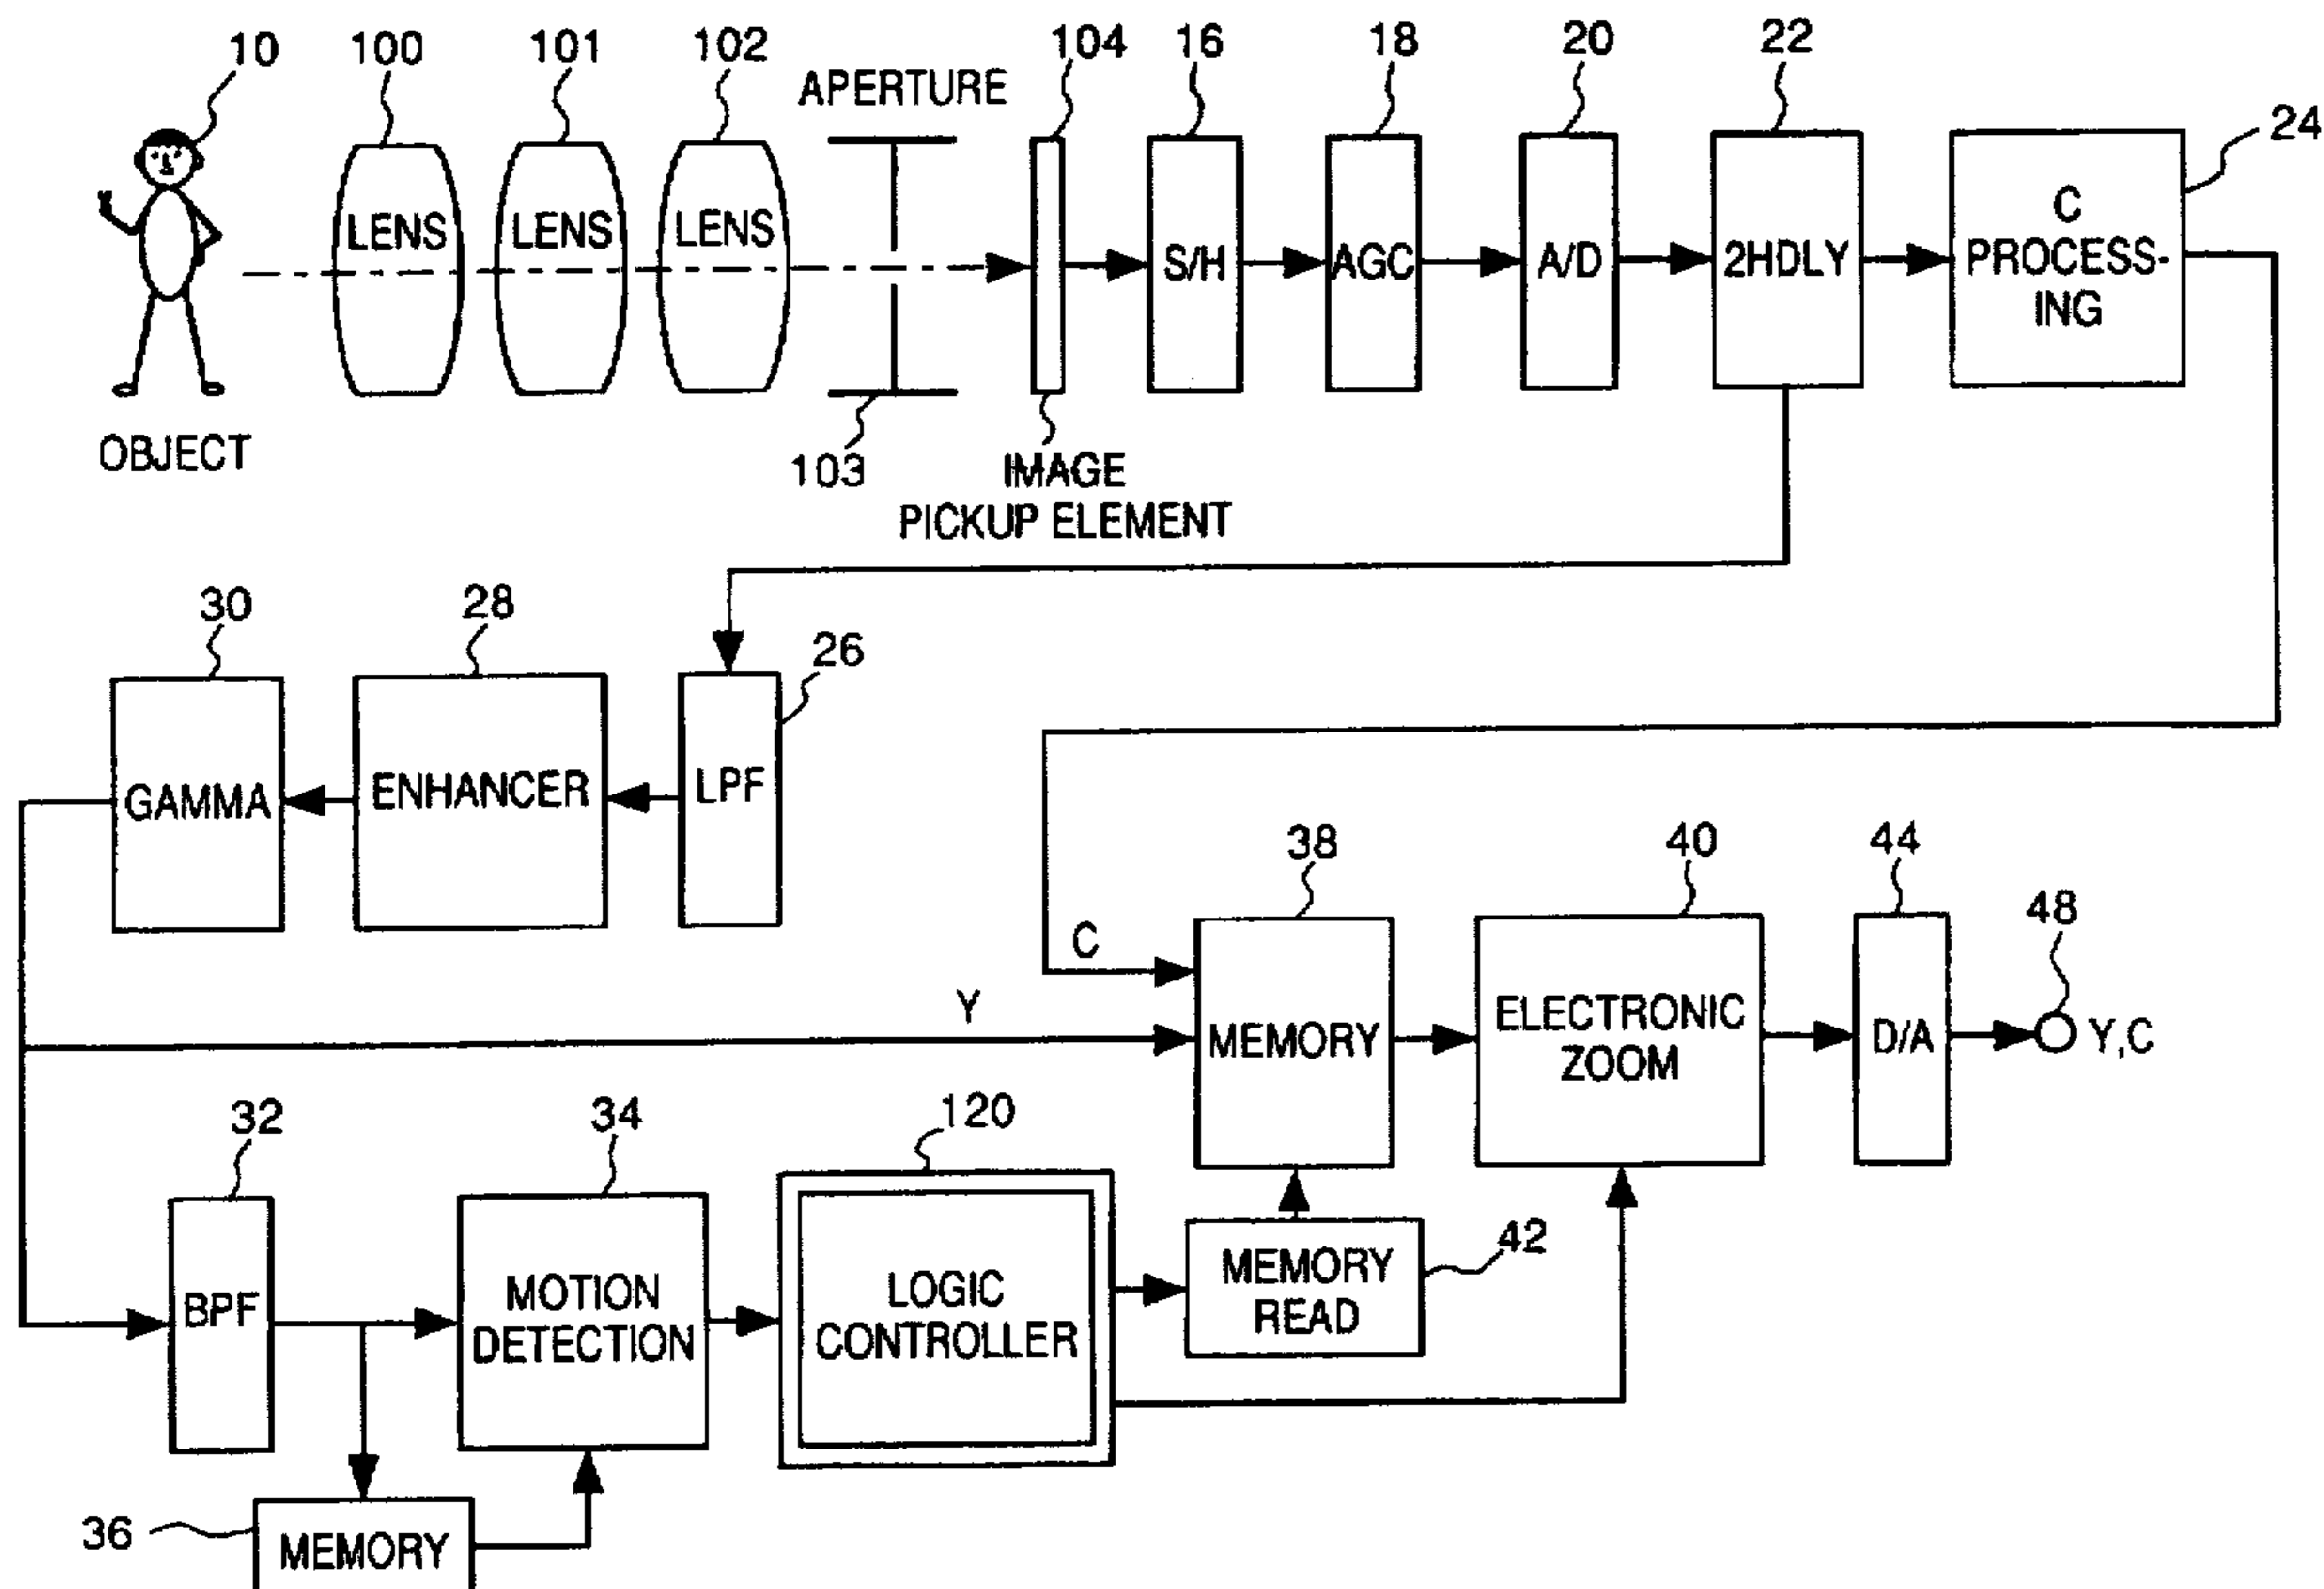 10
100
101
102
APERTURE
104
16
18
20
22
24
LENS
LENS
LENS
S/H
AGC
A/D
2HDLY
C
PROCESS-
ING
OBJECT
103
IMAGE
PICKUP ELEMENT
30
28
26
GAMMA
ENHANCER
LPF
38
40
44
48
C
Y
MEMORY
ELECTRONIC
ZOOM
D/A
Y,C
32
34
120
BPF
MOTION
DETECTION
LOGIC
CONTROLLER
MEMORY
READ
42
36
MEMORY